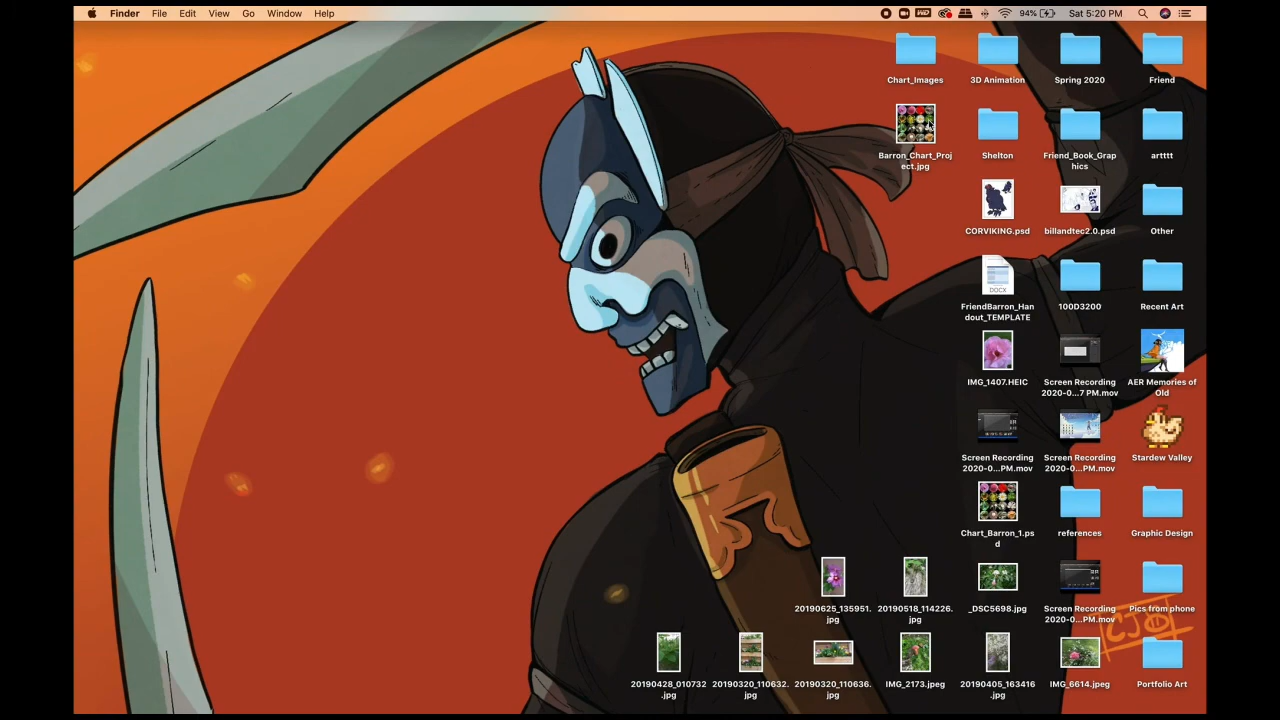 Finder File Edit View Go Window Help
94% Sat 5:20 PM
Chart_Images
3D Animation
Spring 2020
Friend
Barron_Chart_Proj
ect.jpg
Shelton
Friend_Book_Grap
hics
artttt
CORVIKING.psd
billandtec2.0.psd
Other
DOCX
FriendBarron_Han
dout_TEMPLATE
100D3200
Recent Art
IMG_1407.HEIC
Screen Recording
2020-0...7 PM.mov
AER Memories of
Old
Screen Recording
2020-0...PM.mov
Screen Recording
2020-0...PM.mov
Stardew Valley
Chart_Barron_1.ps
d
references
Graphic Design
20190625_135951.
jpg
20190518_114226.
jpg
_DSC5698.jpg
Screen Recording
2020-0...PM.mov
Pics from phone
CJD
20190428_010732
.jpg
20190320_110632.
jpg
20190320_110636.
jpg
IMG_2173.jpeg
20190405_163416
.jpg
IMG_6614.jpeg
Portfolio Art